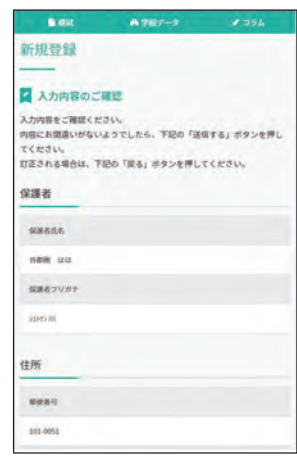 模試 学校データ コラム
新規登録
入力内容のご確認
入力内容をご確認ください。
内容にお間違いがないようでしたら、下記の「送信する」ボタンを押し
てください。
訂正される場合は、下記の「戻る」ボタンを押してください。
保護者
保護者氏名
はは
保護者フリガナ
住所
郵便番号
101-0051